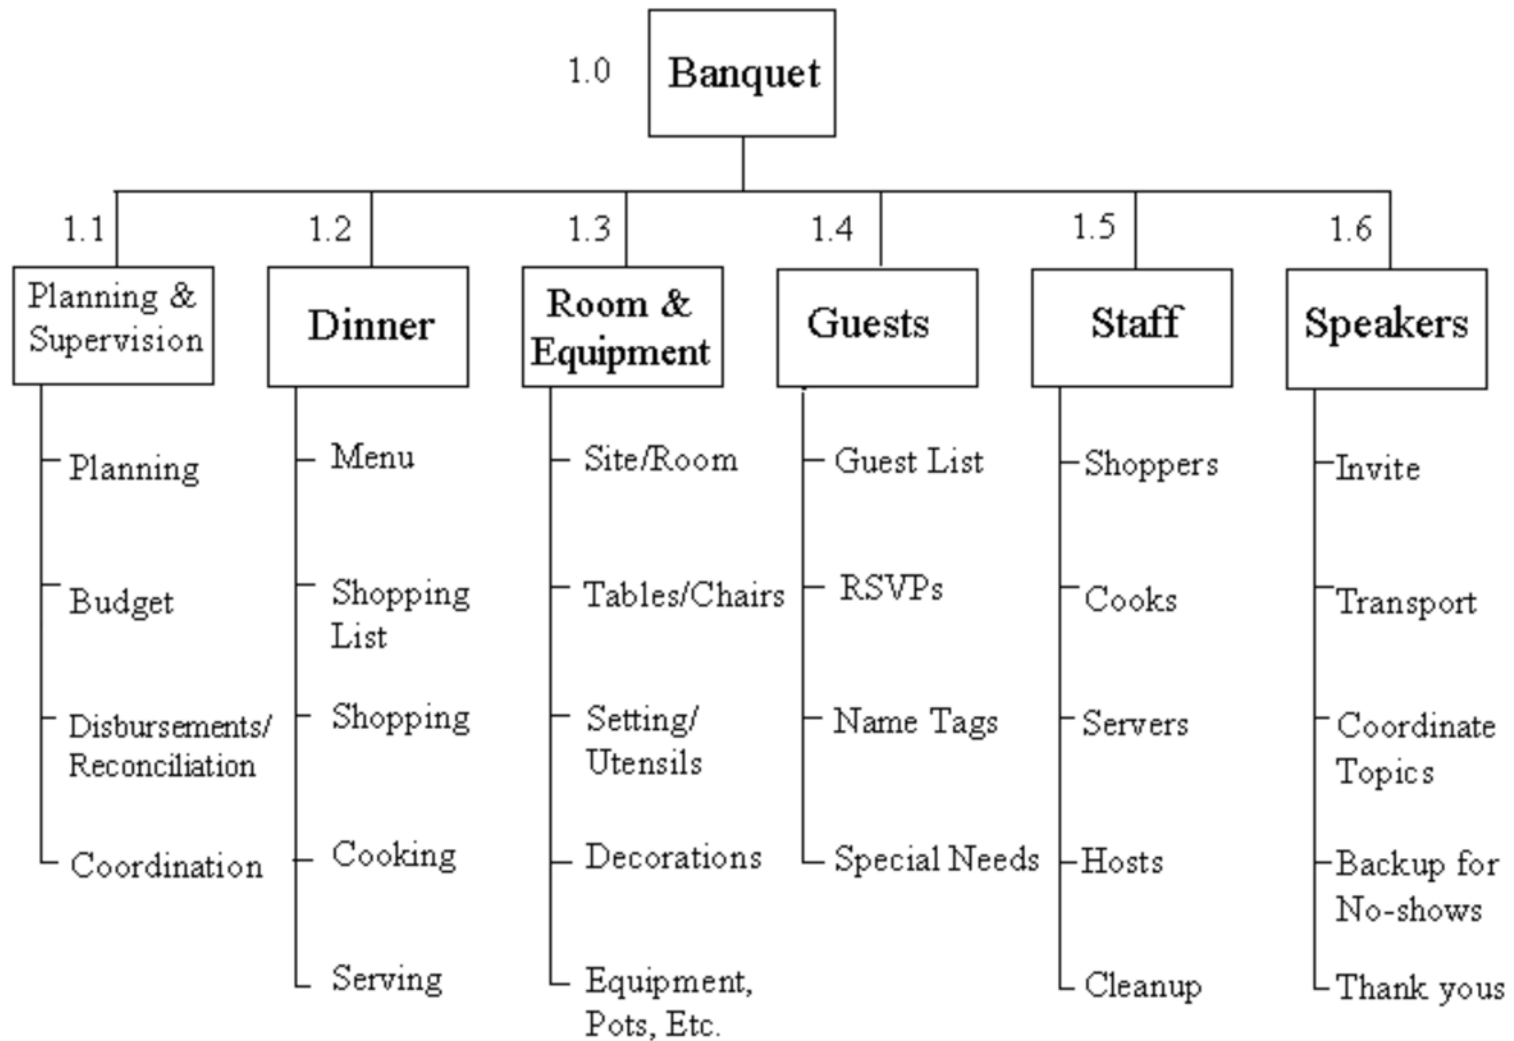 1.0
Banquet
1.1
1.2
1.3
1.4
1.5
1.6
Planning &
Supervision
Dinner
Room &
Equipment
Guests
Staff
Speakers
Planning
Budget
Disbursements/
Reconciliation
Coordination
Menu
Shopping
List
Shopping
Cooking
Serving
Site/Room
Tables/Chairs
Setting/
Utensils
Decorations
Equipment,
Pots, Etc.
Guest List
RSVPs
Name Tags
Special Needs
Shoppers
Cooks
Servers
Hosts
Cleanup
Invite
Transport
Coordinate
Topics
Backup for
No-shows
Thank yous